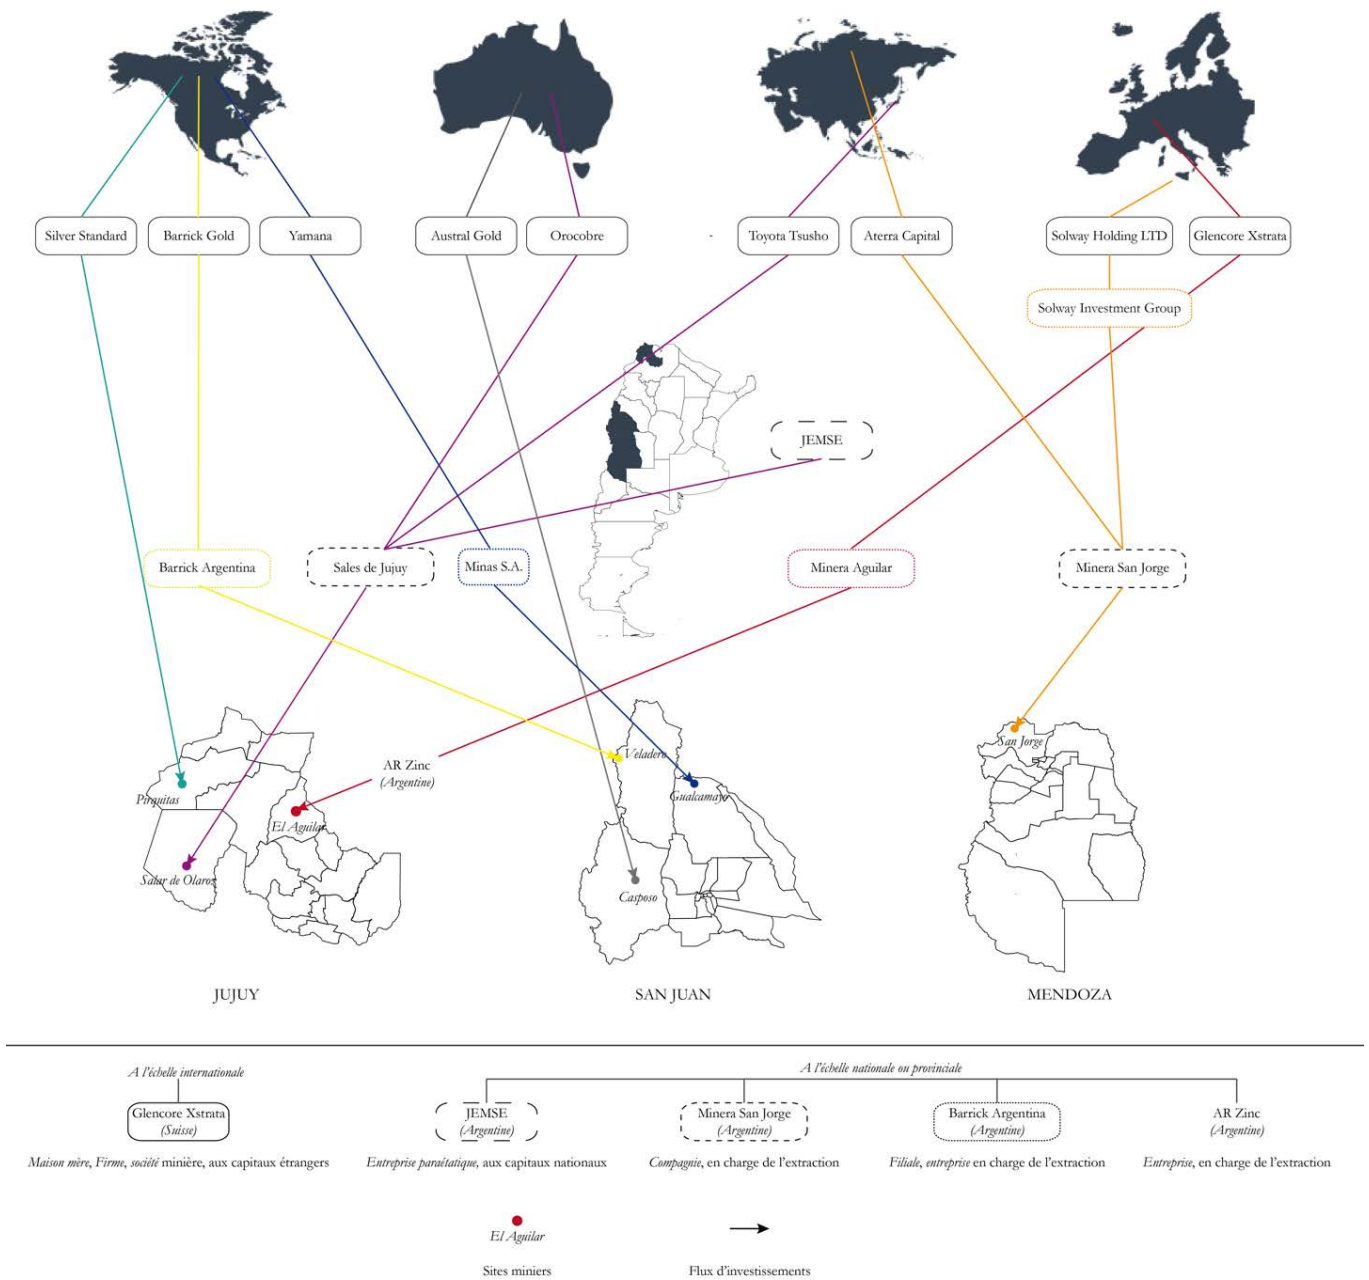 Silver Standard
Barrick Gold
Yamana
Austral Gold
Orocobre
Toyota Tsusho
Aterra Capital
Solway Holding LTD
Glencore Xstrata
Solway Investment Group
JEMSE
Barrick Argentina
Sales de Jujuy
Minas S.A.
Minera Aguilar
Minera San Jorge
San Jorge
Veladero
AR Zinc
(Argentine)
Pirquitas
Gualcamayo
El Aguilar
Salar de Olaroz
Casposo
JUJUY
SAN JUAN
MENDOZA
A l'échelle internationale
A l'échelle nationale ou provinciale
Glencore Xstrata
(Suisse)
JEMSE
(Argentine)
Minera San Jorge
(Argentine)
Barrick Argentina
(Argentine)
AR Zinc
(Argentine)
Maison mère, Firme, société minière, aux capitaux étrangers
Entreprise paraétatique, aux capitaux nationaux
Compagnie, en charge de l'extraction
Filiale, entreprise en charge de l'extraction
Entreprise, en charge de l'extraction
El Aguilar
Sites miniers
Flux d'investissements